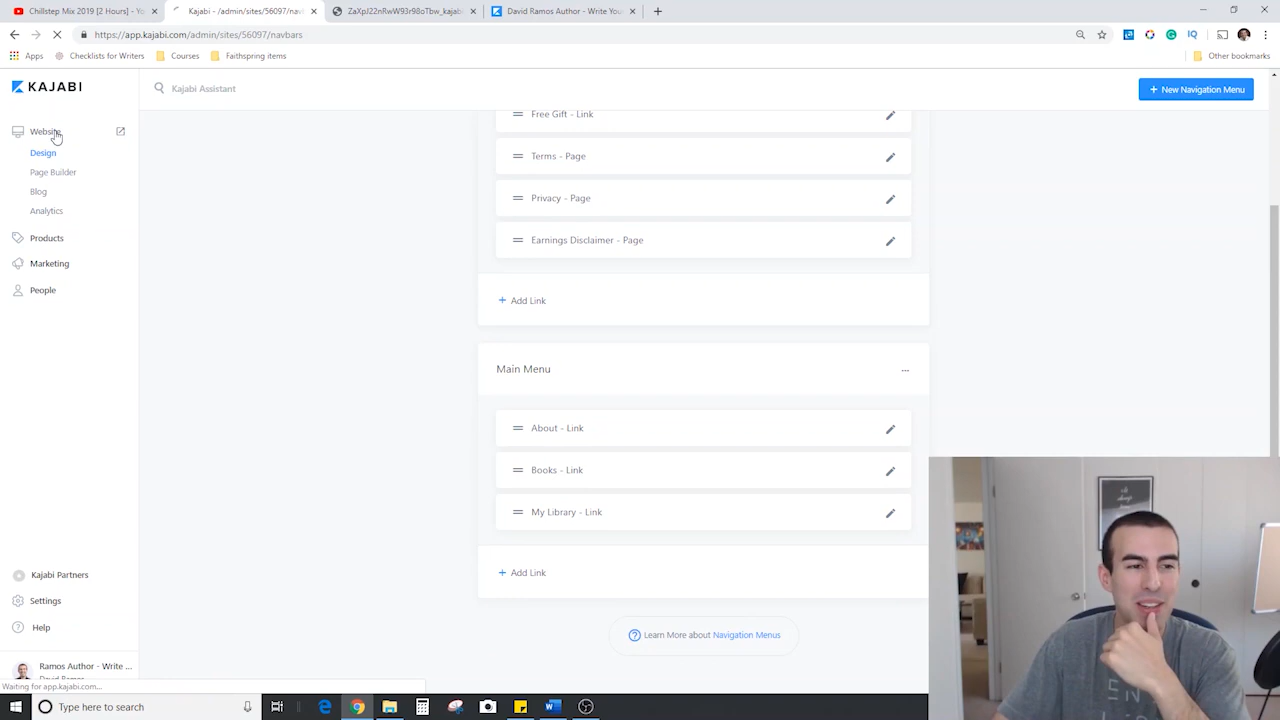 Chillstep Mix 2019 [2 Hours] - Yo
Kajabi - /admin/sites/56097/navb
ZaXpJ22nRwW93r98oTbw_kajab
David Ramos Author - Write You
https://app.kajabi.com/admin/sites/56097/navbars
Apps
Checklists for Writers
Courses
Faithspring items
Other bookmarks
KAJABI
Kajabi Assistant
+ New Navigation Menu
Website
Design
Page Builder
Blog
Analytics
Products
Marketing
People
Free Gift - Link
Terms - Page
Privacy - Page
Earnings Disclaimer - Page
+ Add Link
Main Menu
...
About - Link
Books - Link
My Library - Link
+ Add Link
? Learn More about Navigation Menus
Kajabi Partners
Settings
Help
Ramos Author - Write ...
David Ramos
Waiting for app.kajabi.com...
Type here to search